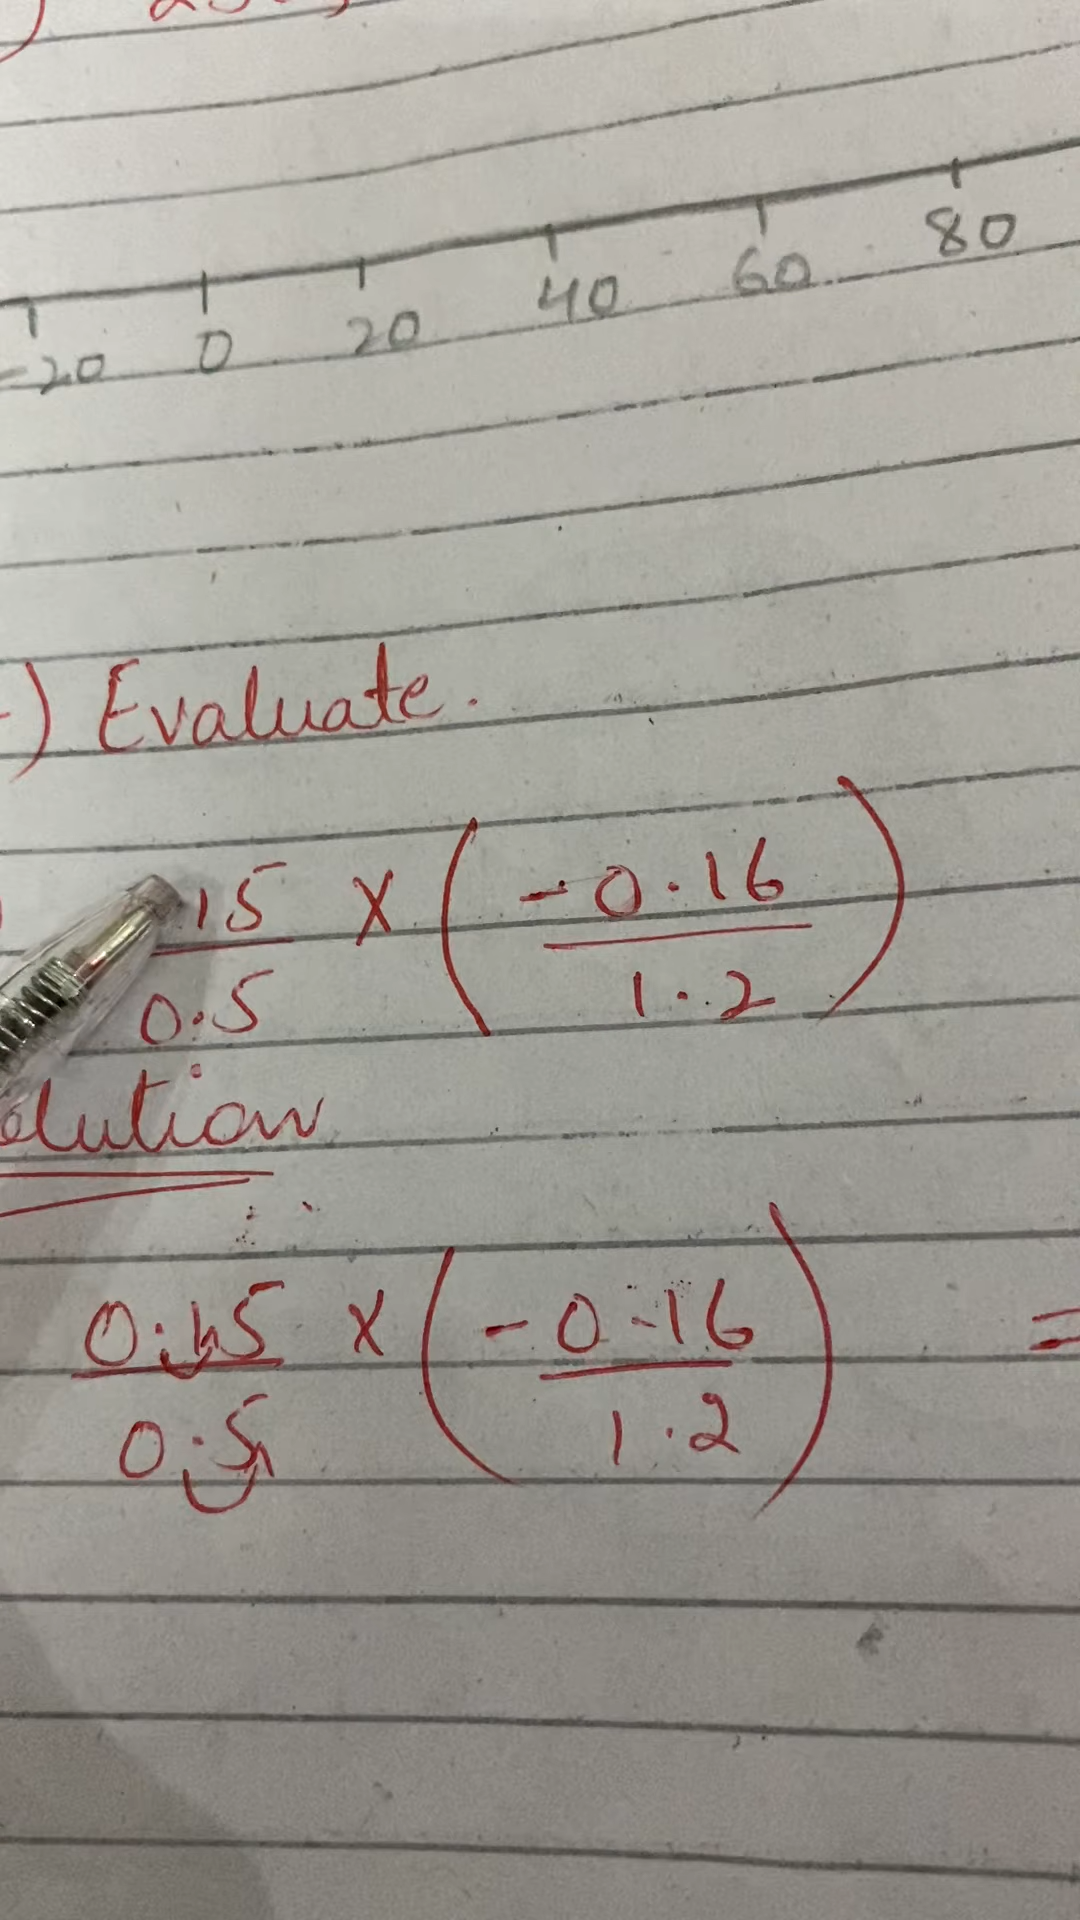 -20 0 20 40 60 80
) Evaluate.
.15 × ( -0.16
0.5 1.2 )
olution
0.15 × ( -0.16 ) =
0.5 1.2